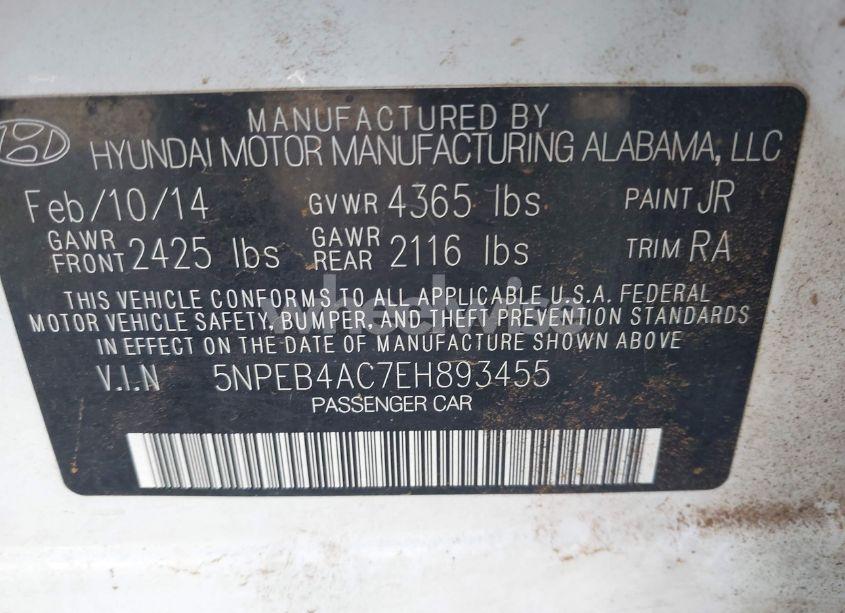 MANUFACTURED BY
HYUNDAI MOTOR MANUFACTURING ALABAMA, LLC
Feb/10/14 GVWR 4365 lbs PAINT JR
GAWR FRONT 2425 lbs GAWR REAR 2116 lbs TRIM RA
THIS VEHICLE CONFORMS TO ALL APPLICABLE U.S.A. FEDERAL
MOTOR VEHICLE SAFETY, BUMPER, AND THEFT PREVENTION STANDARDS
IN EFFECT ON THE DATE OF MANUFACTURE SHOWN ABOVE.
V.I.N 5NPEB4AC7EH893455
PASSENGER CAR
wheelwise